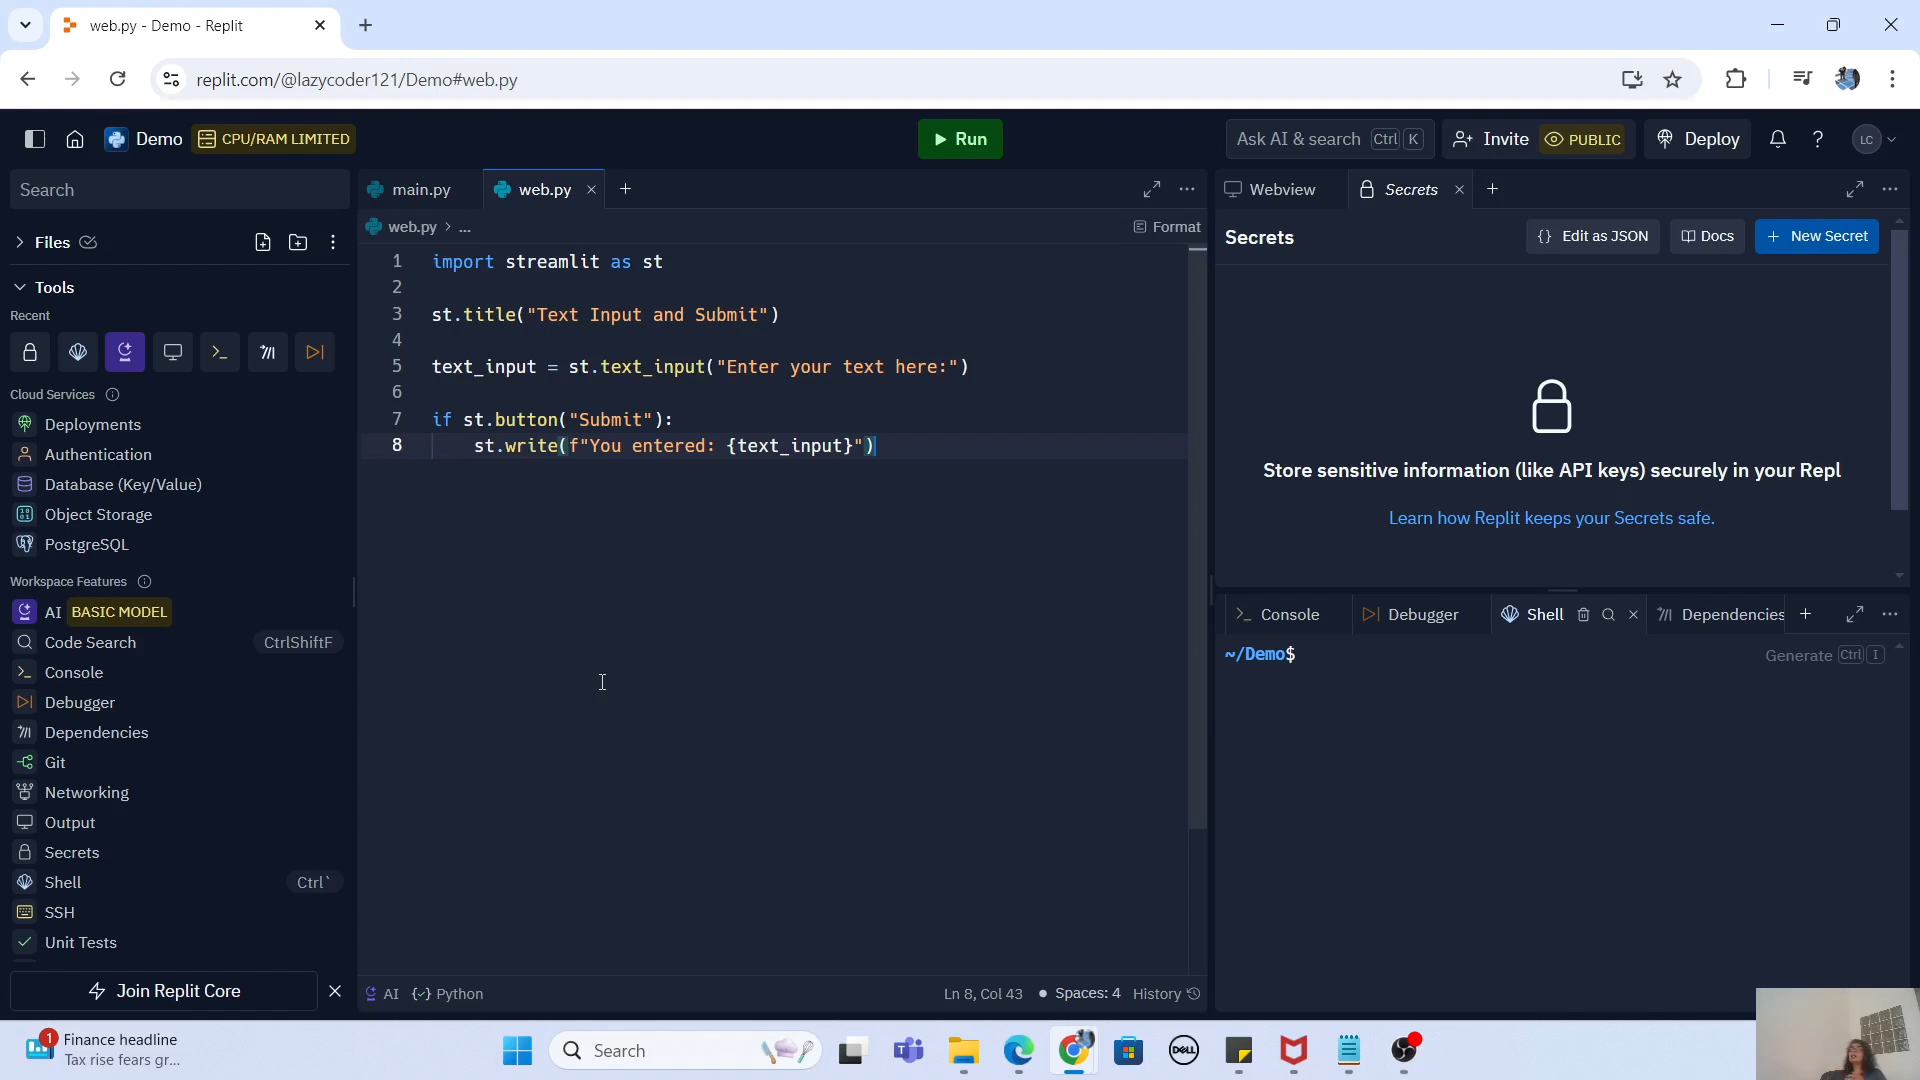 web.py - Demo - Replit
replit.com/@lazycoder121/Demo#web.py
Demo
CPU/RAM LIMITED
Run
Ask AI & search Ctrl K
Invite
PUBLIC
Deploy
LC
Search
Files
Tools
Recent
Cloud Services
Deployments
Authentication
Database (Key/Value)
Object Storage
PostgreSQL
Workspace Features
AI BASIC MODEL
Code Search CtrlShiftF
Console
Debugger
Dependencies
Git
Networking
Output
Secrets
Shell Ctrl`
SSH
Unit Tests
Join Replit Core
main.py
web.py
web.py > ...
Format
1 import streamlit as st
2
3 st.title("Text Input and Submit")
4
5 text_input = st.text_input("Enter your text here:")
6
7 if st.button("Submit"):
8 st.write(f"You entered: {text_input}")
AI
Python
Ln 8, Col 43
Spaces: 4
History
Webview
Secrets
Secrets
{} Edit as JSON
Docs
+ New Secret
Store sensitive information (like API keys) securely in your Repl
Learn how Replit keeps your Secrets safe.
Console
Debugger
Shell
Dependencies
~/Demo$
Generate Ctrl I
1
Finance headline
Tax rise fears gr...
Search
DELL